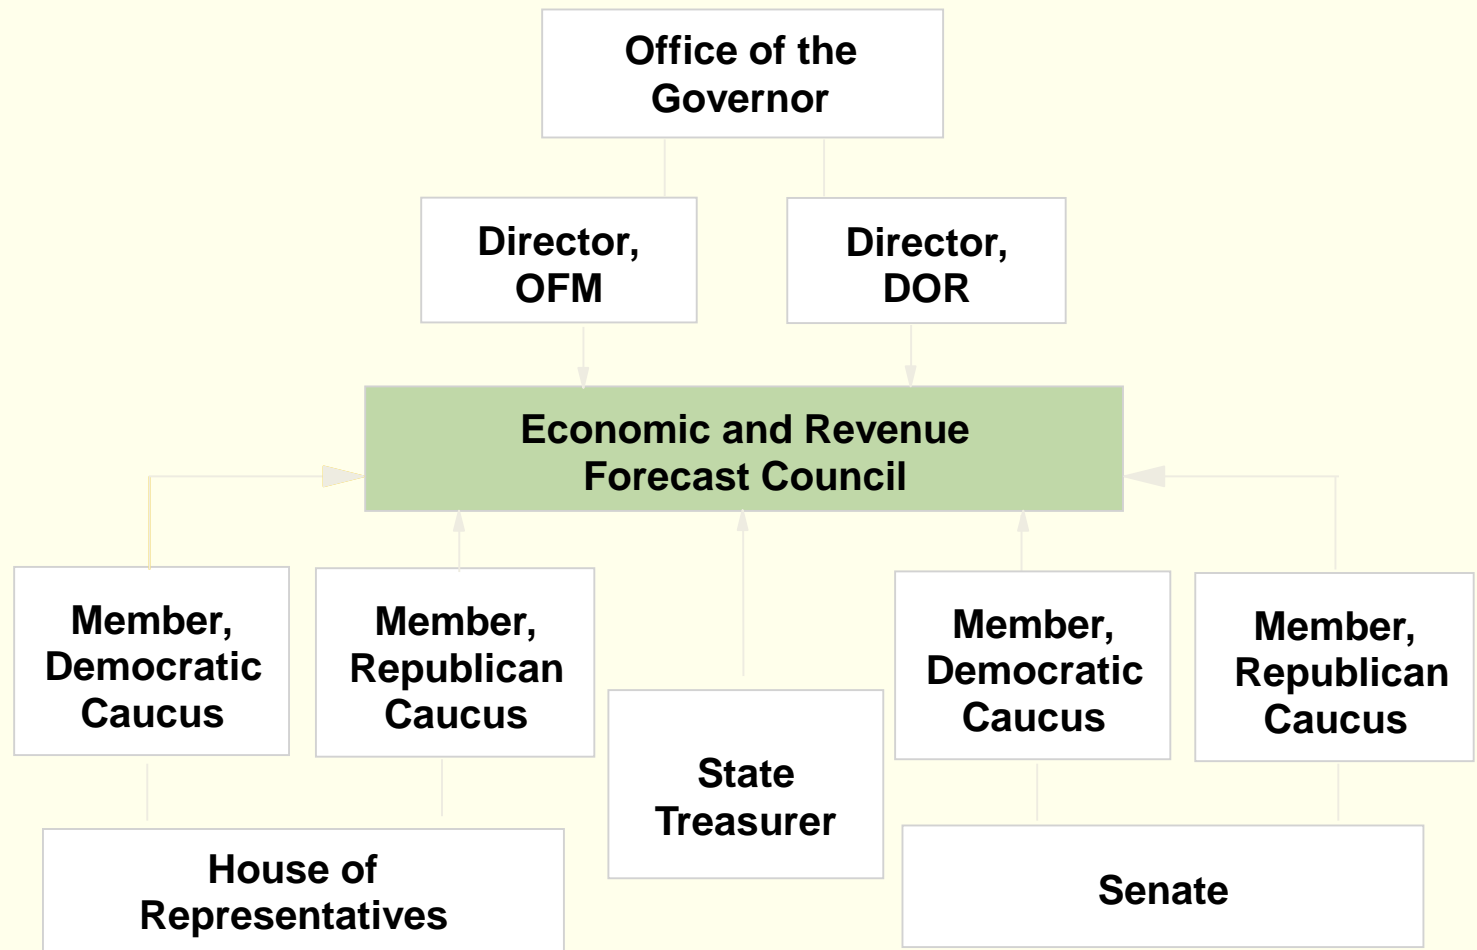 Office of the
Governor
Director,
OFM
Director,
DOR
Economic and Revenue
Forecast Council
Member,
Democratic
Caucus
Member,
Republican
Caucus
State
Treasurer
Member,
Democratic
Caucus
Member,
Republican
Caucus
House of
Representatives
Senate